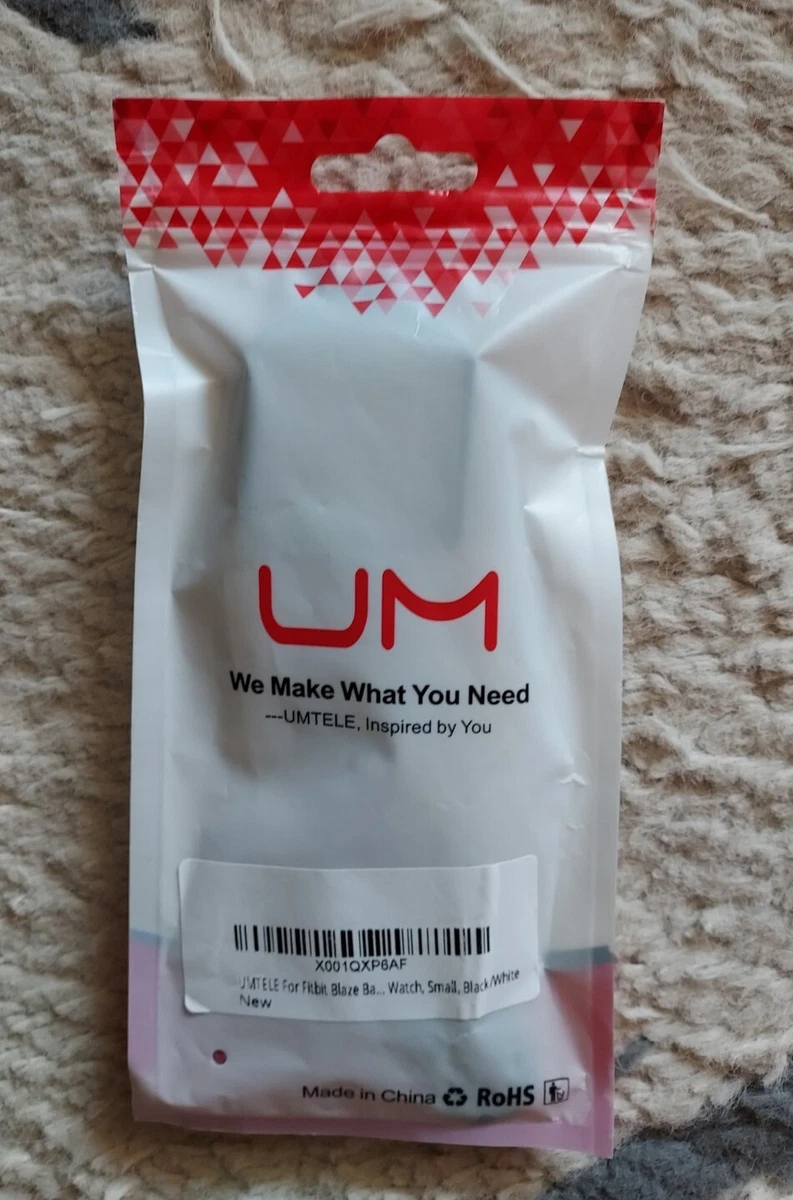 UM
We Make What You Need
---UMTELE, Inspired by You
X001QXP6AF
UMTELE For Fitbit Blaze Ba... Watch, Small, Black/White
New
Made in China RoHS